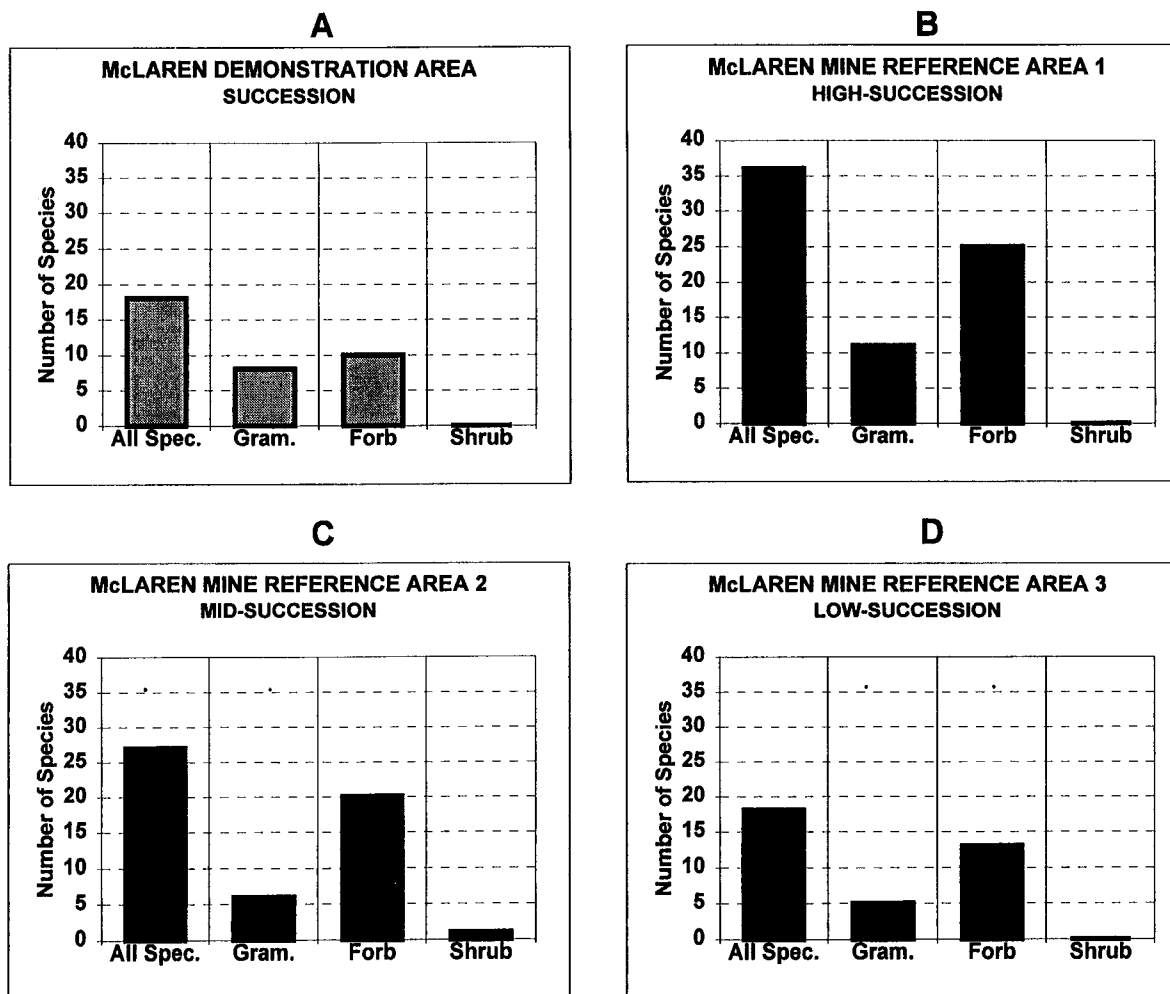 A
McLAREN DEMONSTRATION AREA
SUCCESSION
Number of Species
40
35
30
25
20
15
10
5
0
All Spec. Gram. Forb Shrub
B
McLAREN MINE REFERENCE AREA 1
HIGH-SUCCESSION
Number of Species
40
35
30
25
20
15
10
5
0
All Spec. Gram. Forb Shrub
C
McLAREN MINE REFERENCE AREA 2
MID-SUCCESSION
Number of Species
40
35
30
25
20
15
10
5
0
All Spec. Gram. Forb Shrub
D
McLAREN MINE REFERENCE AREA 3
LOW-SUCCESSION
Number of Species
40
35
30
25
20
15
10
5
0
All Spec. Gram. Forb Shrub